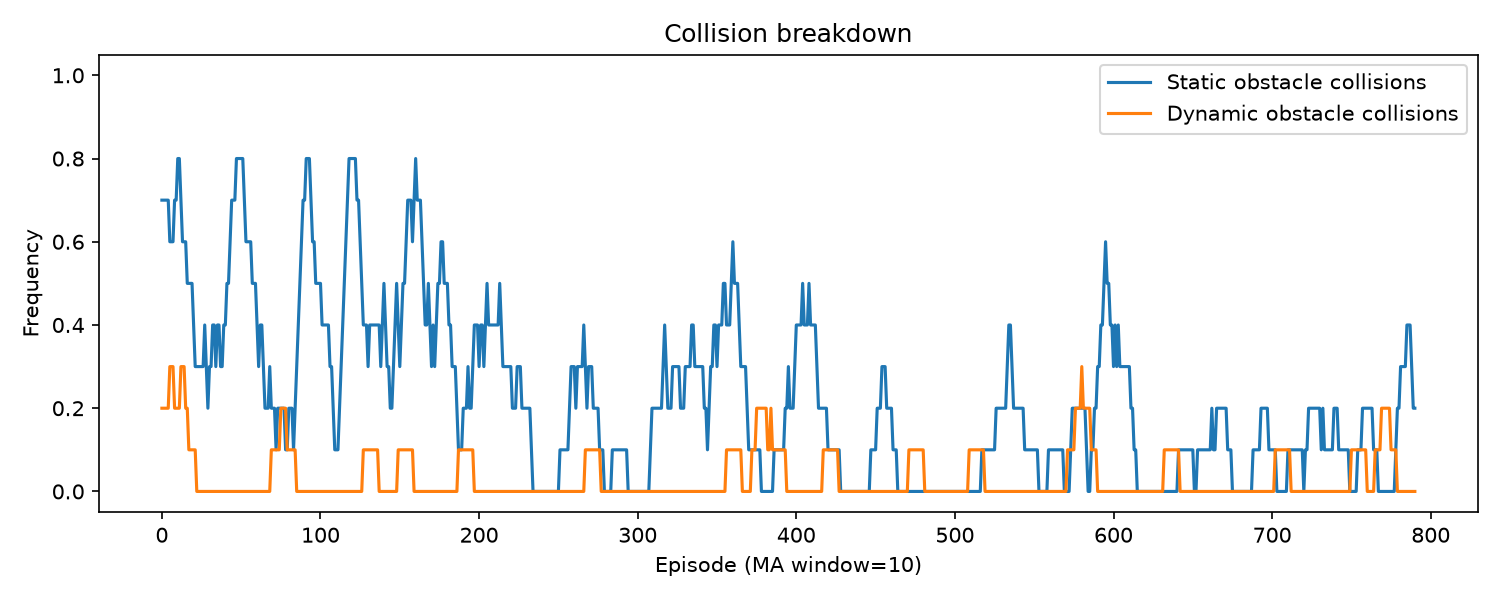 Collision breakdown
1.0
0.8
0.6
0.4
0.2
0.0
Frequency
Static obstacle collisions
Dynamic obstacle collisions
0 100 200 300 400 500 600 700 800
Episode (MA window=10)